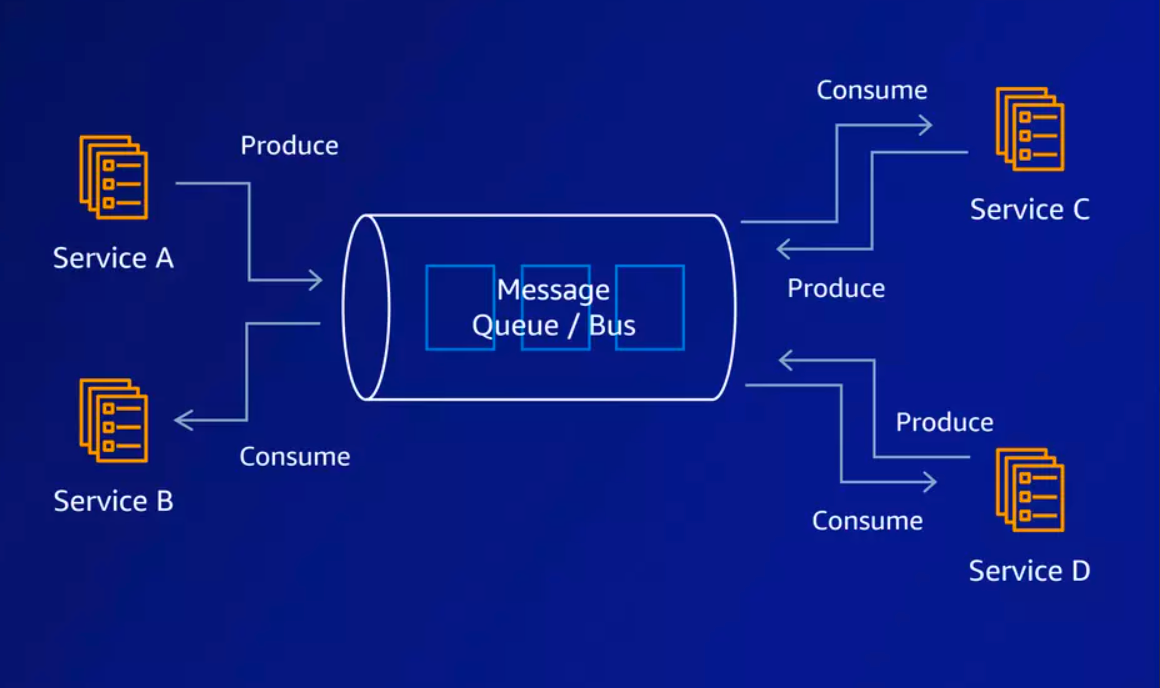 Produce
Service A
Consume
Service B
Message
Queue / Bus
Consume
Service C
Produce
Produce
Consume
Service D